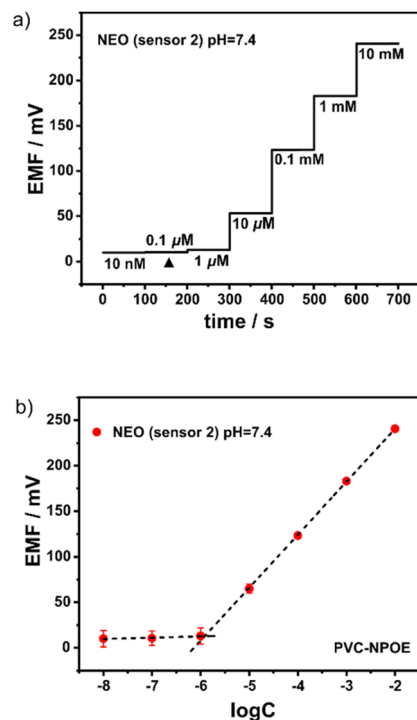 a)
NEO (sensor 2) pH=7.4
250
200
150
100
50
0
EMF / mV
10 nM
0.1 µM
1 µM
10 µM
0.1 mM
1 mM
10 mM
0 100 200 300 400 500 600 700
time / s
b)
NEO (sensor 2) pH=7.4
250
200
150
100
50
0
EMF / mV
PVC-NPOE
-8 -7 -6 -5 -4 -3 -2
logC